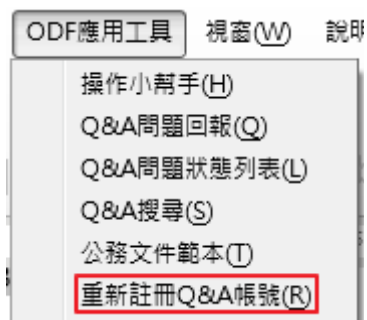 ODF應用工具 視窗(W) 說明
操作小幫手(H)
Q&A問題回報(Q)
Q&A問題狀態列表(L)
Q&A搜尋(S)
公務文件範本(T)
重新註冊Q&A帳號(R)